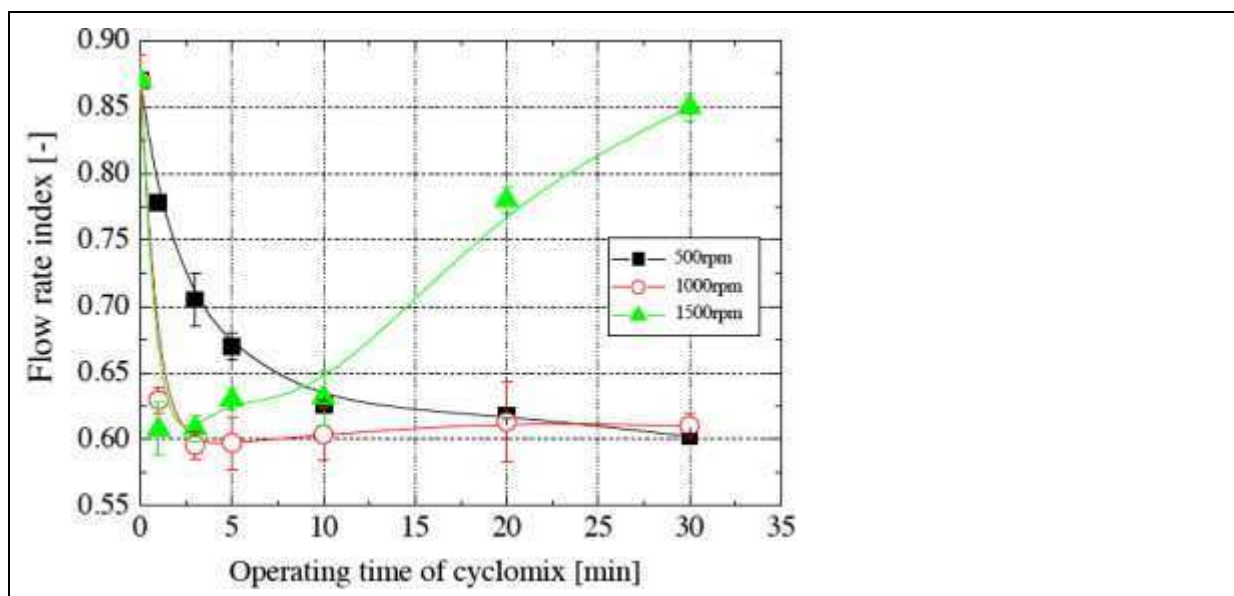 0.90
0.85
0.80
0.75
0.70
0.65
0.60
0.55
Flow rate index [-]
500rpm
1000rpm
1500rpm
0 5 10 15 20 25 30 35
Operating time of cyclomix [min]